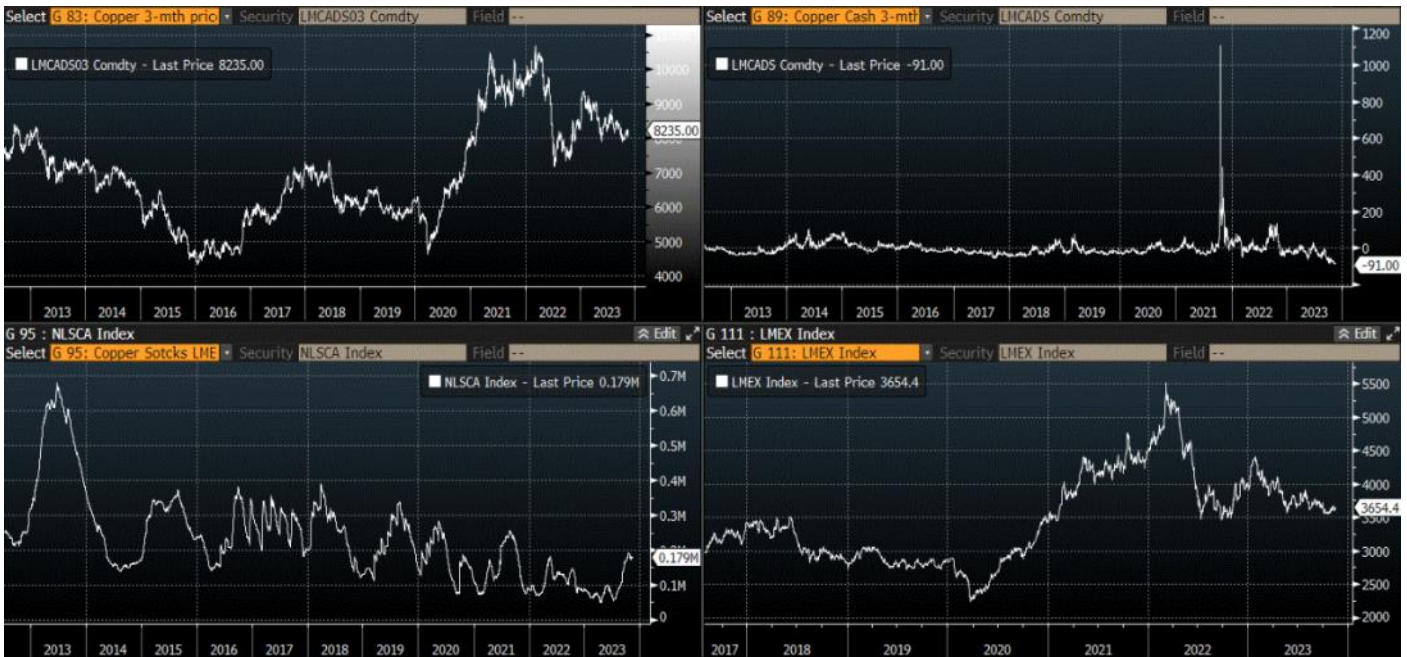 Select G 83: Copper 3-mth pric Security LMCADS03 Comdty Field --
LMCADS03 Comdty - Last Price 8235.00
10000
9000
8235.00
8000
7000
6000
5000
4000
2013 2014 2015 2016 2017 2018 2019 2020 2021 2022 2023
Select G 89: Copper Cash 3-mth Security LMCADS Comdty Field --
LMCADS Comdty - Last Price -91.00
1200
1000
800
600
400
200
0
-91.00
2013 2014 2015 2016 2017 2018 2019 2020 2021 2022 2023
G 95 : NLSCA Index Edit
Select G 95: Copper Sotcks LME Security NLSCA Index Field --
NLSCA Index - Last Price 0.179M
0.7M
0.6M
0.5M
0.4M
0.3M
0.179M
0.1M
0
2013 2014 2015 2016 2017 2018 2019 2020 2021 2022 2023
G 111 : LMEX Index Edit
Select G 111: LMEX Index Security LMEX Index Field --
LMEX Index - Last Price 3654.4
5500
5000
4500
4000
3654.4
3500
3000
2500
2000
2017 2018 2019 2020 2021 2022 2023